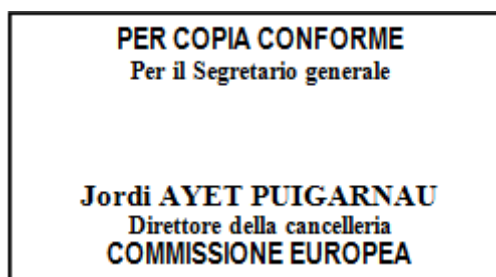 PER COPIA CONFORME
Per il Segretario generale
Jordi AYET PUIGARNAU
Direttore della cancelleria
COMMISSIONE EUROPEA